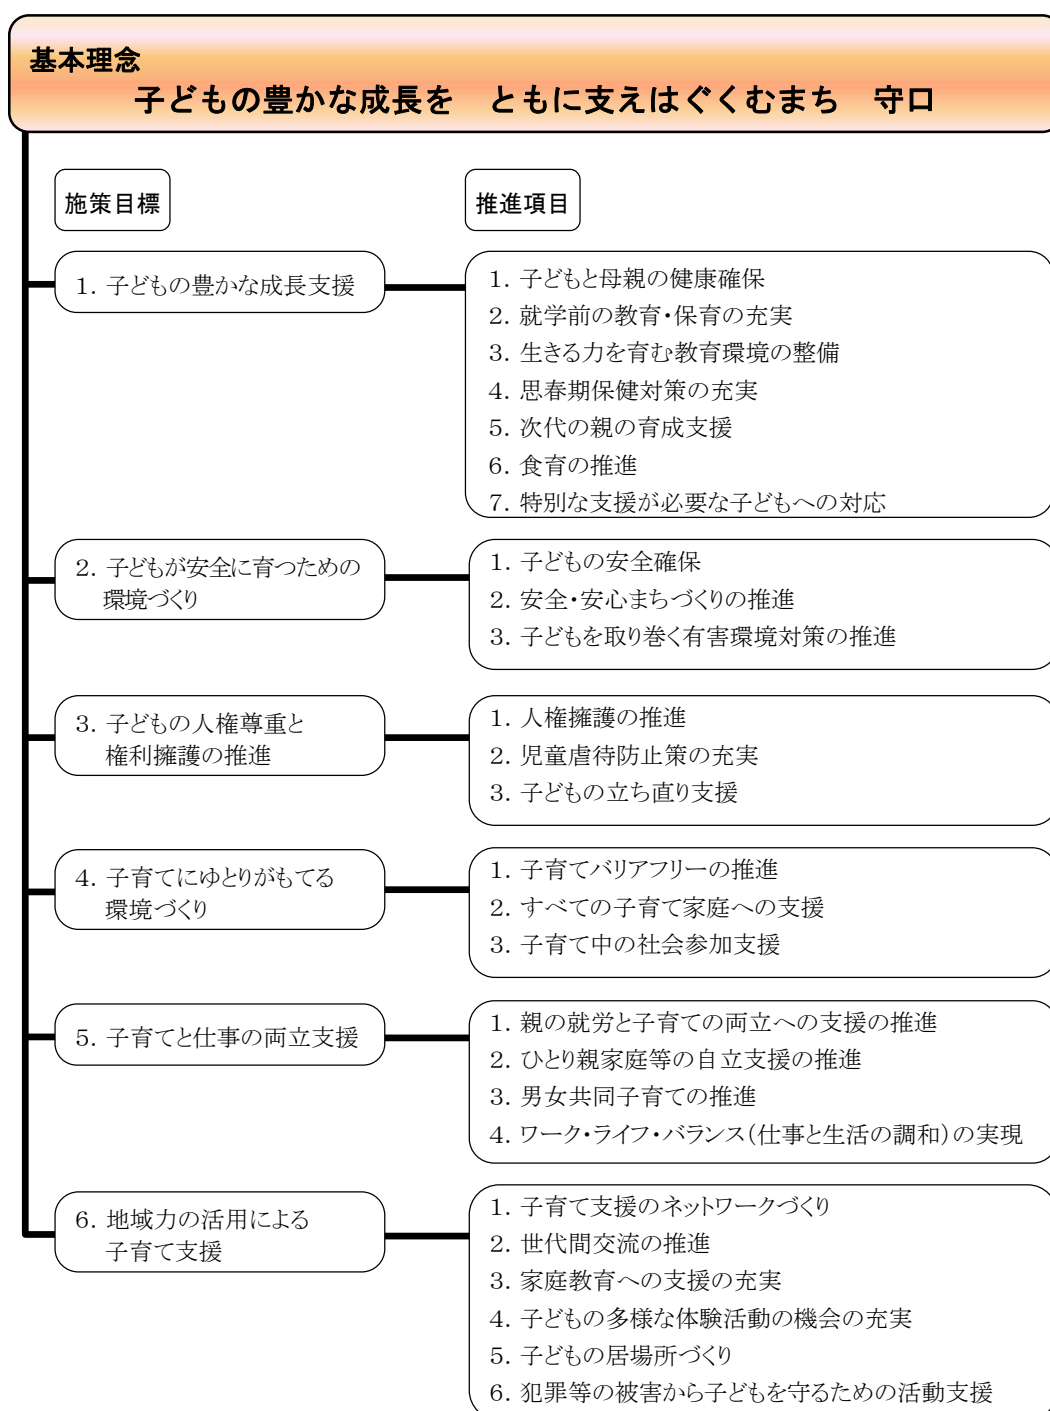 基本理念
子どもの豊かな成長を　ともに支えはぐくむまち　守口
施策目標
推進項目
1. 子どもの豊かな成長支援
1. 子どもと母親の健康確保
2. 就学前の教育・保育の充実
3. 生きる力を育む教育環境の整備
4. 思春期保健対策の充実
5. 次代の親の育成支援
6. 食育の推進
7. 特別な支援が必要な子どもへの対応
2. 子どもが安全に育つための
環境づくり
1. 子どもの安全確保
2. 安全・安心まちづくりの推進
3. 子どもを取り巻く有害環境対策の推進
3. 子どもの人権尊重と
権利擁護の推進
1. 人権擁護の推進
2. 児童虐待防止策の充実
3. 子どもの立ち直り支援
4. 子育てにゆとりがもてる
環境づくり
1. 子育てバリアフリーの推進
2. すべての子育て家庭への支援
3. 子育て中の社会参加支援
5. 子育てと仕事の両立支援
1. 親の就労と子育ての両立への支援の推進
2. ひとり親家庭等の自立支援の推進
3. 男女共同子育ての推進
4. ワーク・ライフ・バランス（仕事と生活の調和）の実現
6. 地域力の活用による
子育て支援
1. 子育て支援のネットワークづくり
2. 世代間交流の推進
3. 家庭教育への支援の充実
4. 子どもの多様な体験活動の機会の充実
5. 子どもの居場所づくり
6. 犯罪等の被害から子どもを守るための活動支援